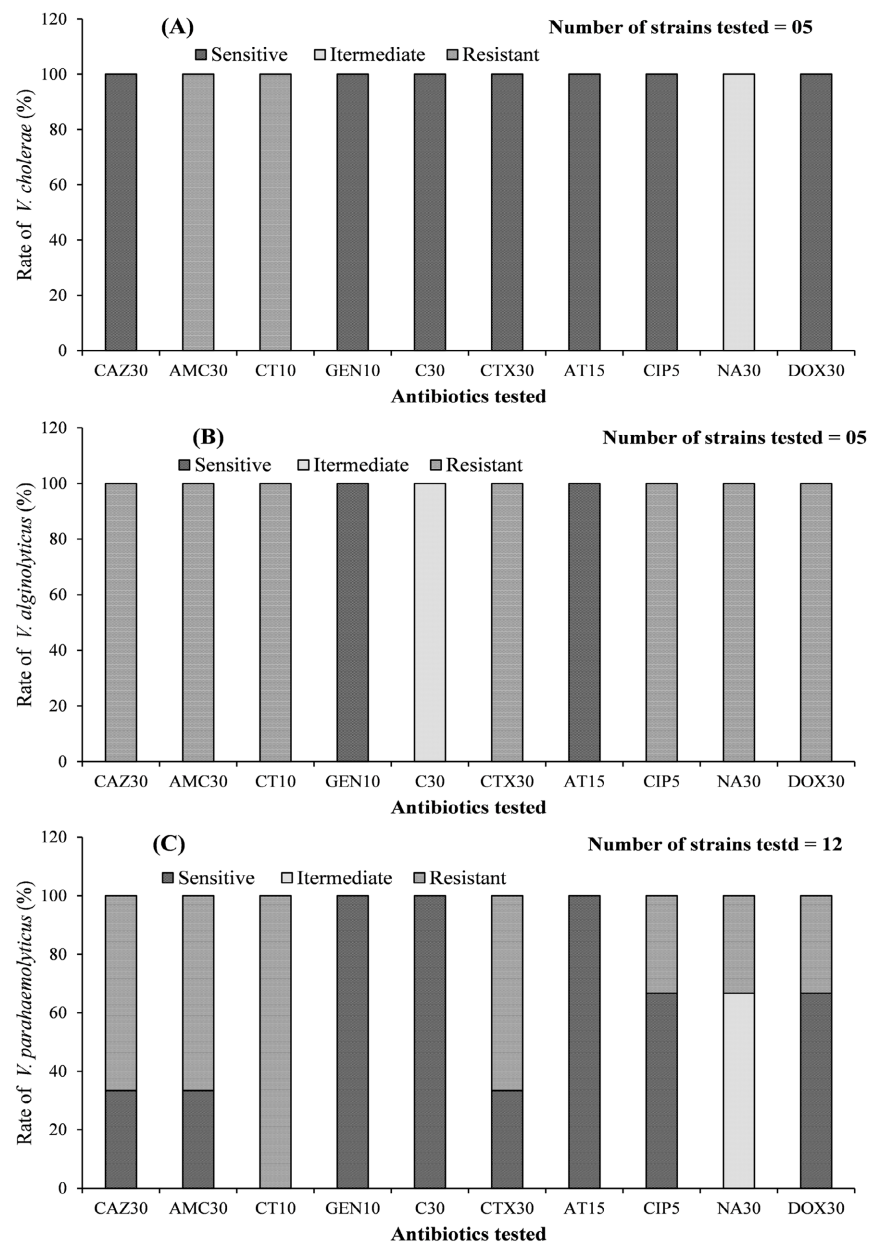 (A)
Number of strains tested = 05
Sensitive Itermediate Resistant
120
100
80
60
40
20
0
Rate of V. cholerae (%)
CAZ30 AMC30 CT10 GEN10 C30 CTX30 AT15 CIP5 NA30 DOX30
Antibiotics tested
(B)
Number of strains tested = 05
Sensitive Itermediate Resistant
120
100
80
60
40
20
0
Rate of V. alginolyticus (%)
CAZ30 AMC30 CT10 GEN10 C30 CTX30 AT15 CIP5 NA30 DOX30
Antibiotics tested
(C)
Number of strains testd = 12
Sensitive Itermediate Resistant
120
100
80
60
40
20
0
Rate of V. parahaemolyticus (%)
CAZ30 AMC30 CT10 GEN10 C30 CTX30 AT15 CIP5 NA30 DOX30
Antibiotics tested